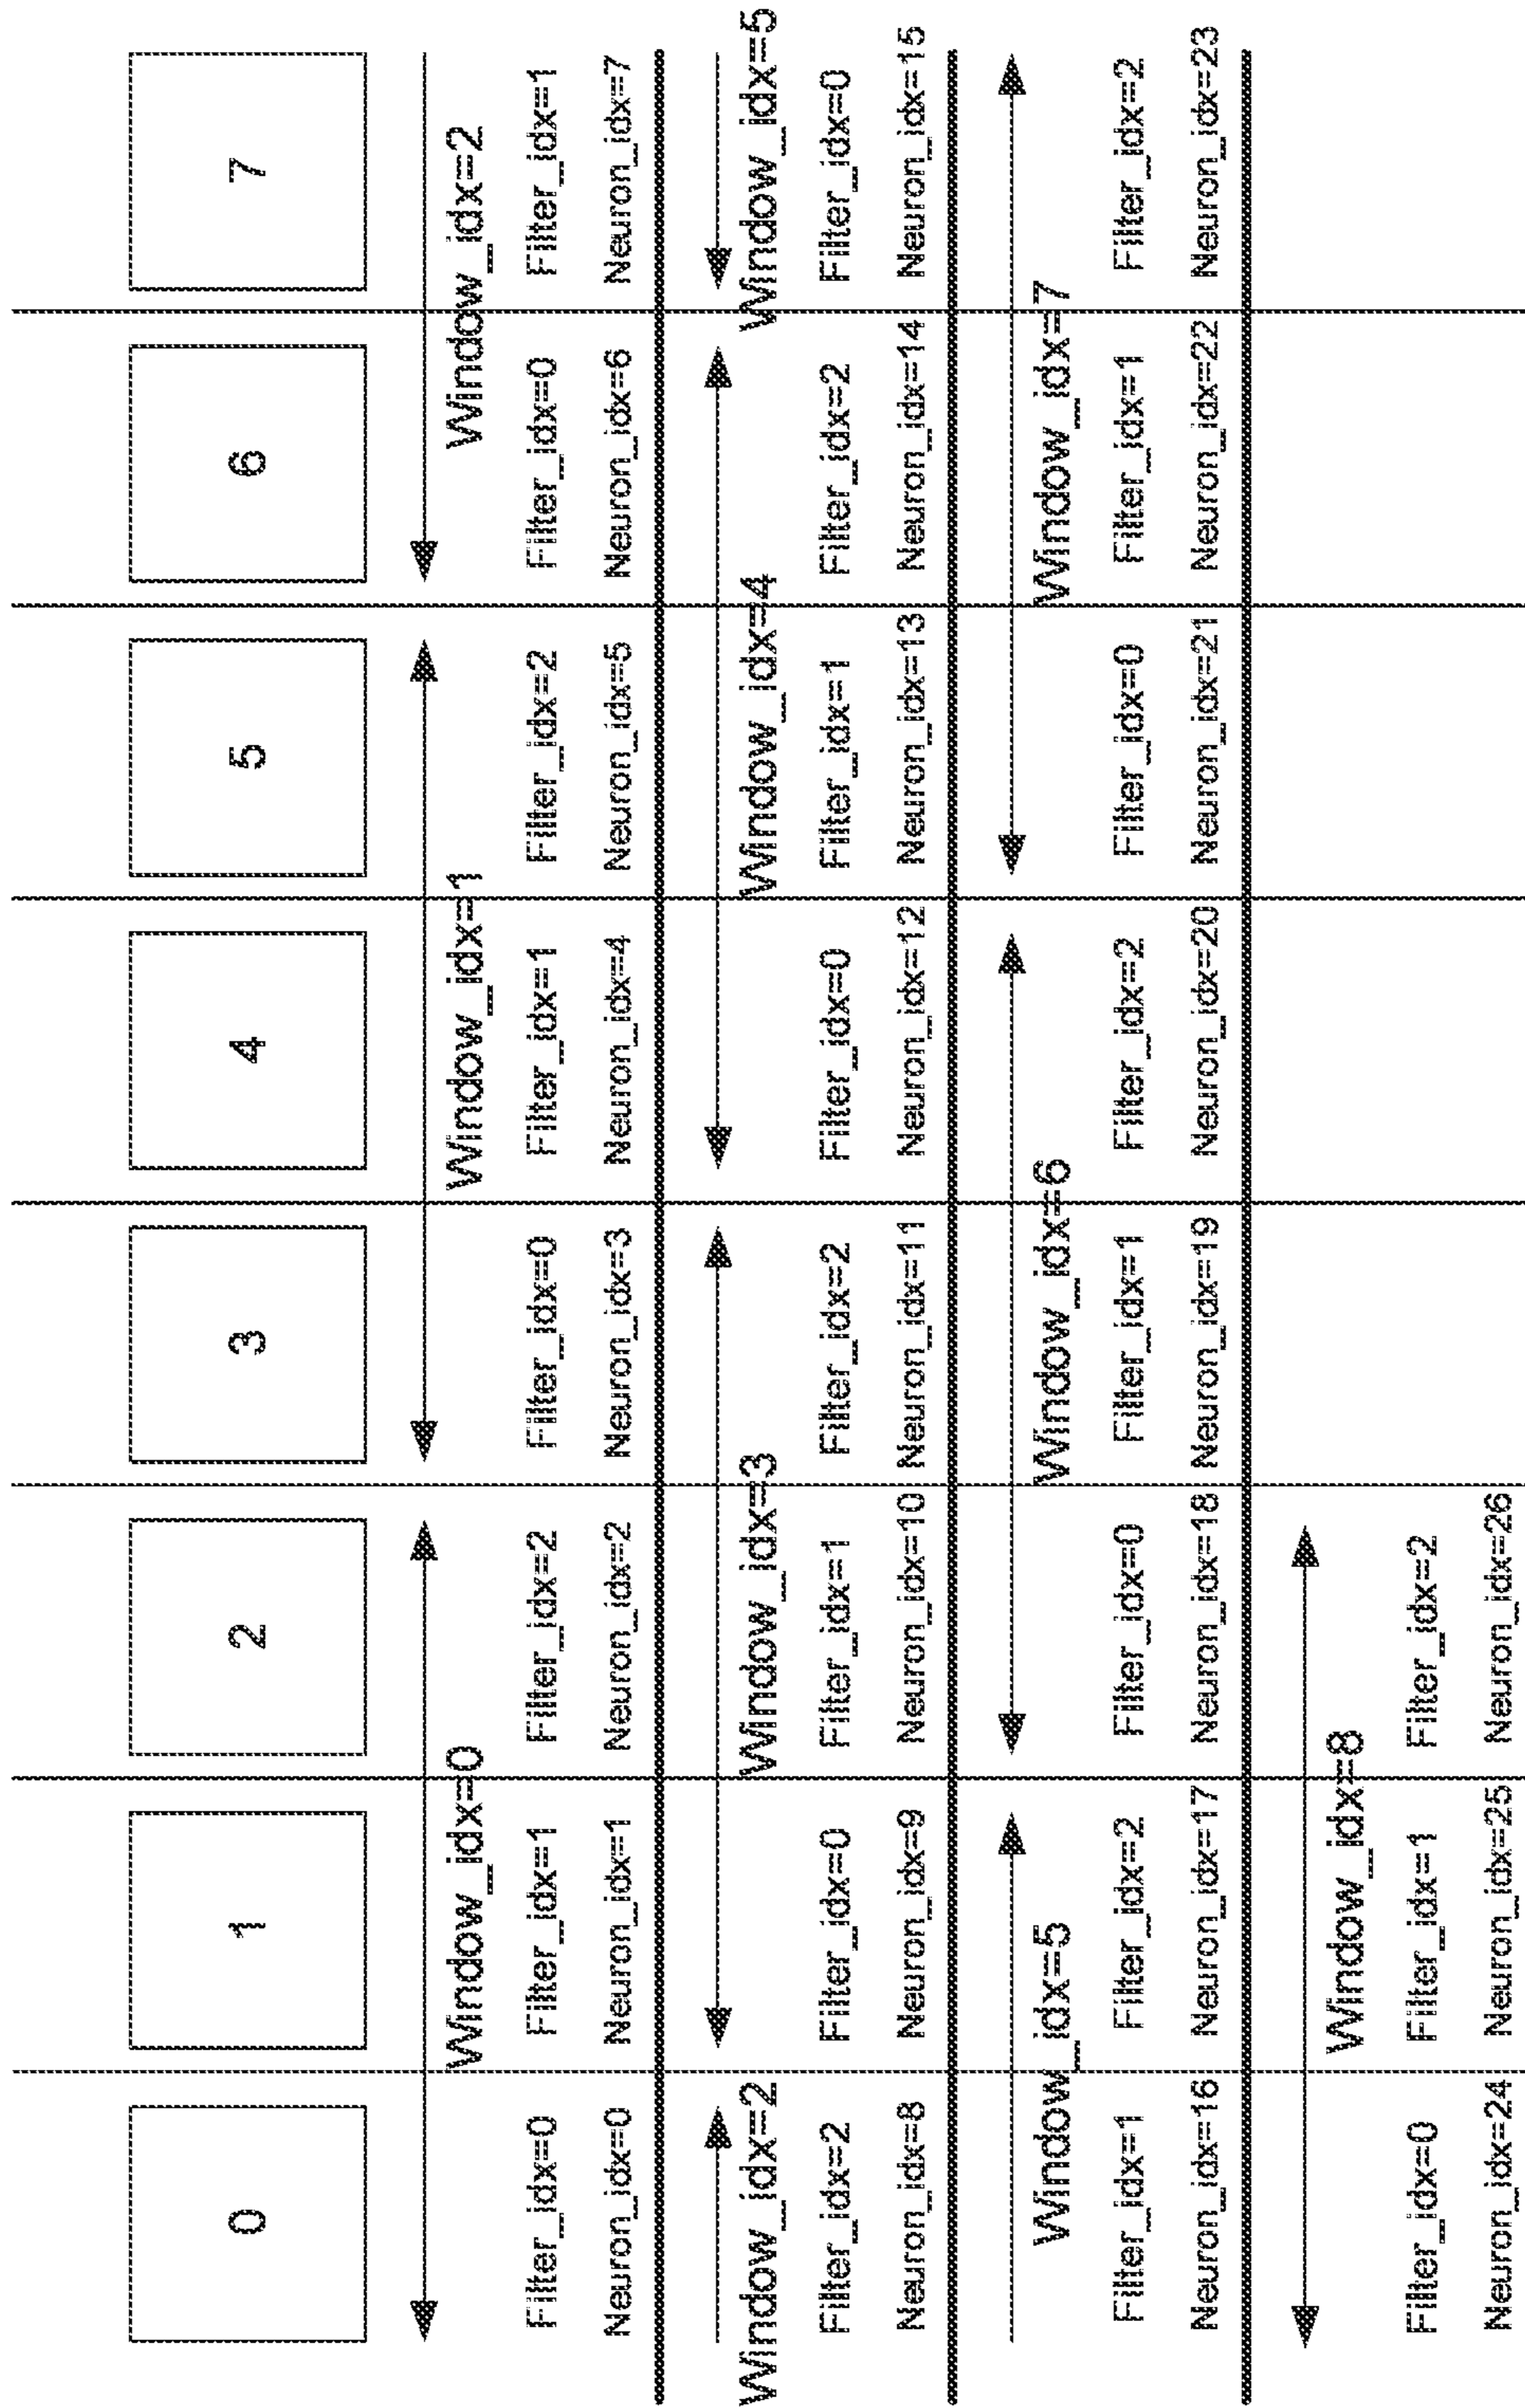 0 1 2 3 4 5 6 7
Window_idx=0 Window_idx=1 Window_idx=2
Filter_idx=0 Filter_idx=1 Filter_idx=2 Filter_idx=0 Filter_idx=1 Filter_idx=2 Filter_idx=0 Filter_idx=1
Neuron_idx=0 Neuron_idx=1 Neuron_idx=2 Neuron_idx=3 Neuron_idx=4 Neuron_idx=5 Neuron_idx=6 Neuron_idx=7
Window_idx=2 Window_idx=3 Window_idx=4 Window_idx=5
Filter_idx=2 Filter_idx=0 Filter_idx=1 Filter_idx=2 Filter_idx=0 Filter_idx=1 Filter_idx=2 Filter_idx=0
Neuron_idx=8 Neuron_idx=9 Neuron_idx=10 Neuron_idx=11 Neuron_idx=12 Neuron_idx=13 Neuron_idx=14 Neuron_idx=15
Window_idx=5 Window_idx=6 Window_idx=7
Filter_idx=1 Filter_idx=2 Filter_idx=0 Filter_idx=1 Filter_idx=2 Filter_idx=0 Filter_idx=1 Filter_idx=2
Neuron_idx=16 Neuron_idx=17 Neuron_idx=18 Neuron_idx=19 Neuron_idx=20 Neuron_idx=21 Neuron_idx=22 Neuron_idx=23
Window_idx=8
Filter_idx=0 Filter_idx=1 Filter_idx=2
Neuron_idx=24 Neuron_idx=25 Neuron_idx=26